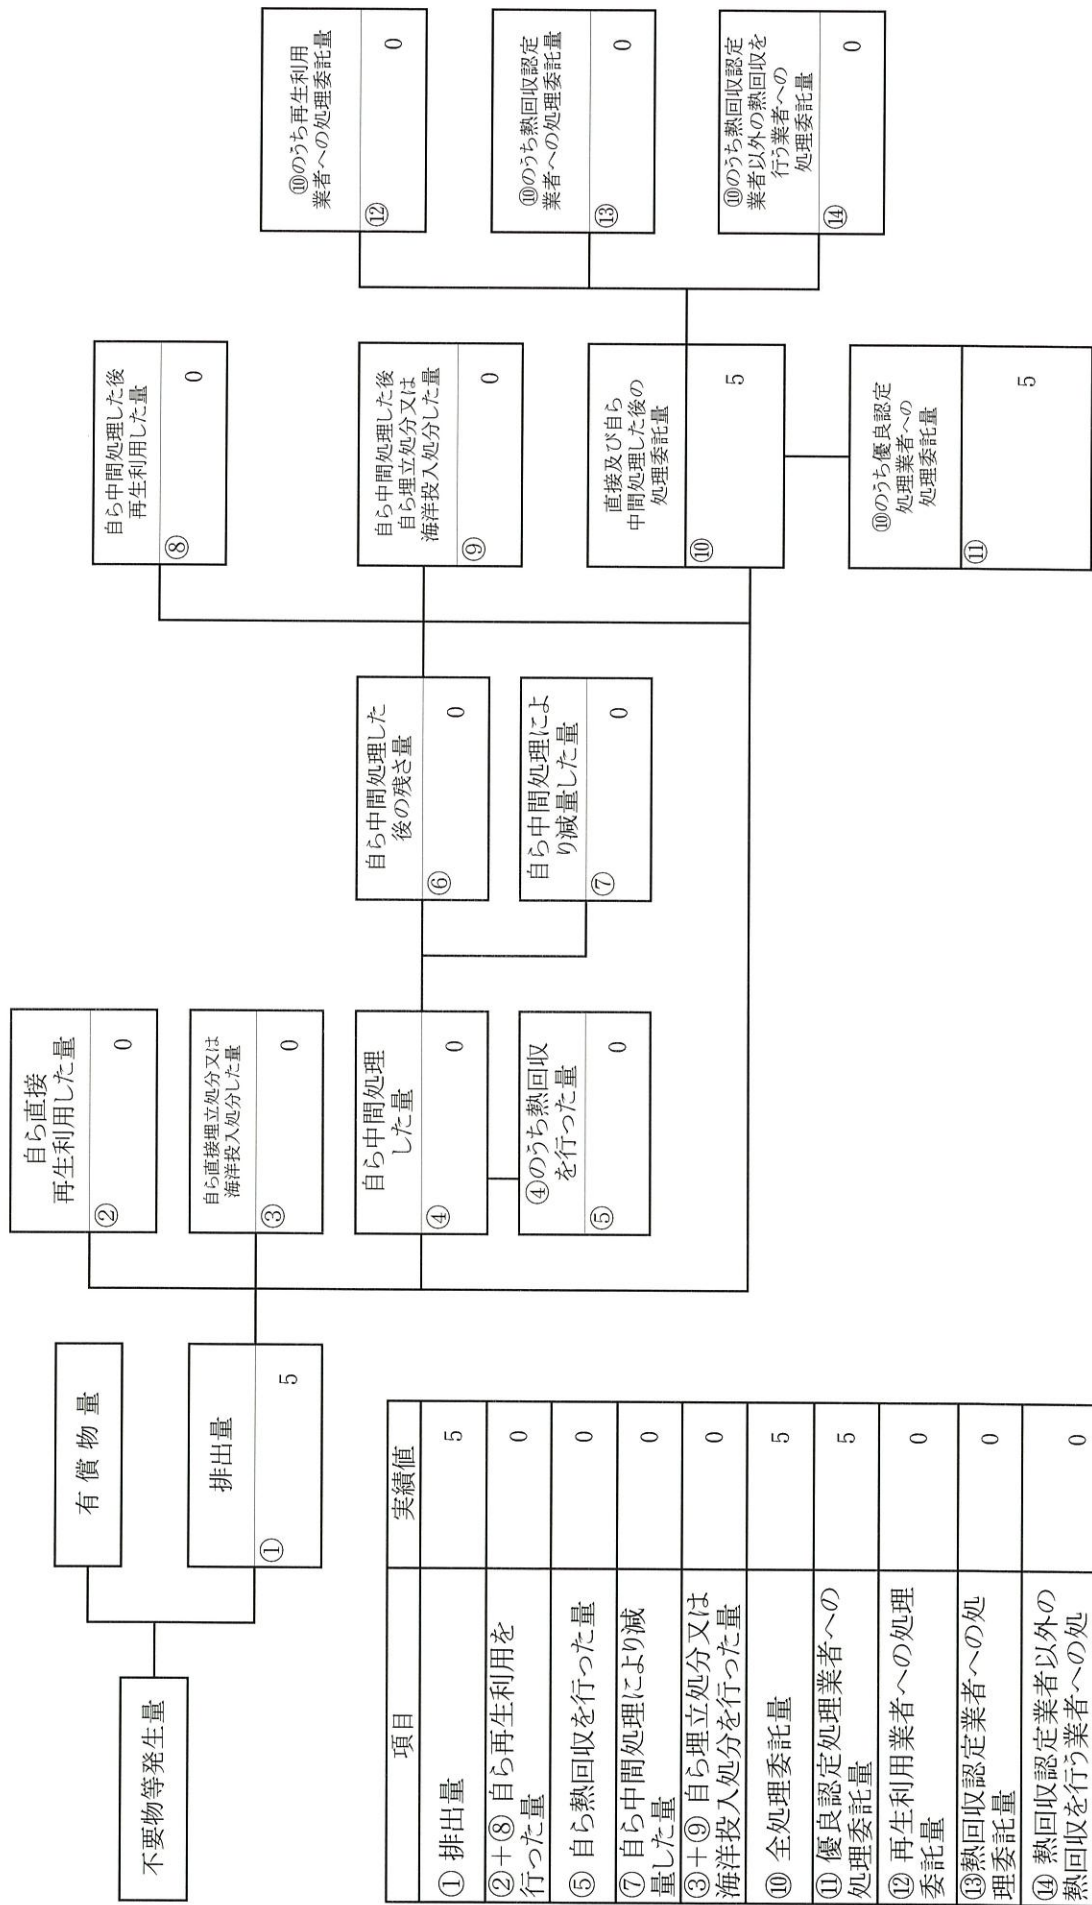 不要物等発生量
有償物量
排出量
①
5
自ら直接
再生利用した量
②
0
自ら直接埋立処分又は
海洋投入処分した量
③
0
自ら中間処理
した量
④
0
④のうち熱回収
を行った量
⑤
0
自ら中間処理した
後の残さ量
⑥
0
自ら中間処理によ
り減量した量
⑦
0
自ら中間処理した後
再生利用した量
⑧
0
自ら中間処理した後
自ら埋立処分又は
海洋投入処分した量
⑨
0
直接及び自ら
中間処理した後の
処理委託量
⑩
5
⑩のうち優良認定
処理業者への
処理委託量
⑪
5
⑩のうち再生利用
業者への処理委託量
⑫
0
⑩のうち熱回収認定
業者への処理委託量
⑬
0
⑩のうち熱回収認定
業者以外の熱回収を
行う業者への
処理委託量
⑭
0
項目 実績値
① 排出量 5
②+⑧ 自ら再生利用を
行った量 0
⑤ 自ら熱回収を行った量 0
⑦ 自ら中間処理により減
量した量 0
③+⑨ 自ら埋立処分又は
海洋投入処分を行った量 0
⑩ 全処理委託量 5
⑪ 優良認定処理業者への
処理委託量 5
⑫ 再生利用業者への処理
委託量 0
⑬熱回収認定業者への処
理委託量 0
⑭ 熱回収認定業者以外の
熱回収を行う業者への処 0